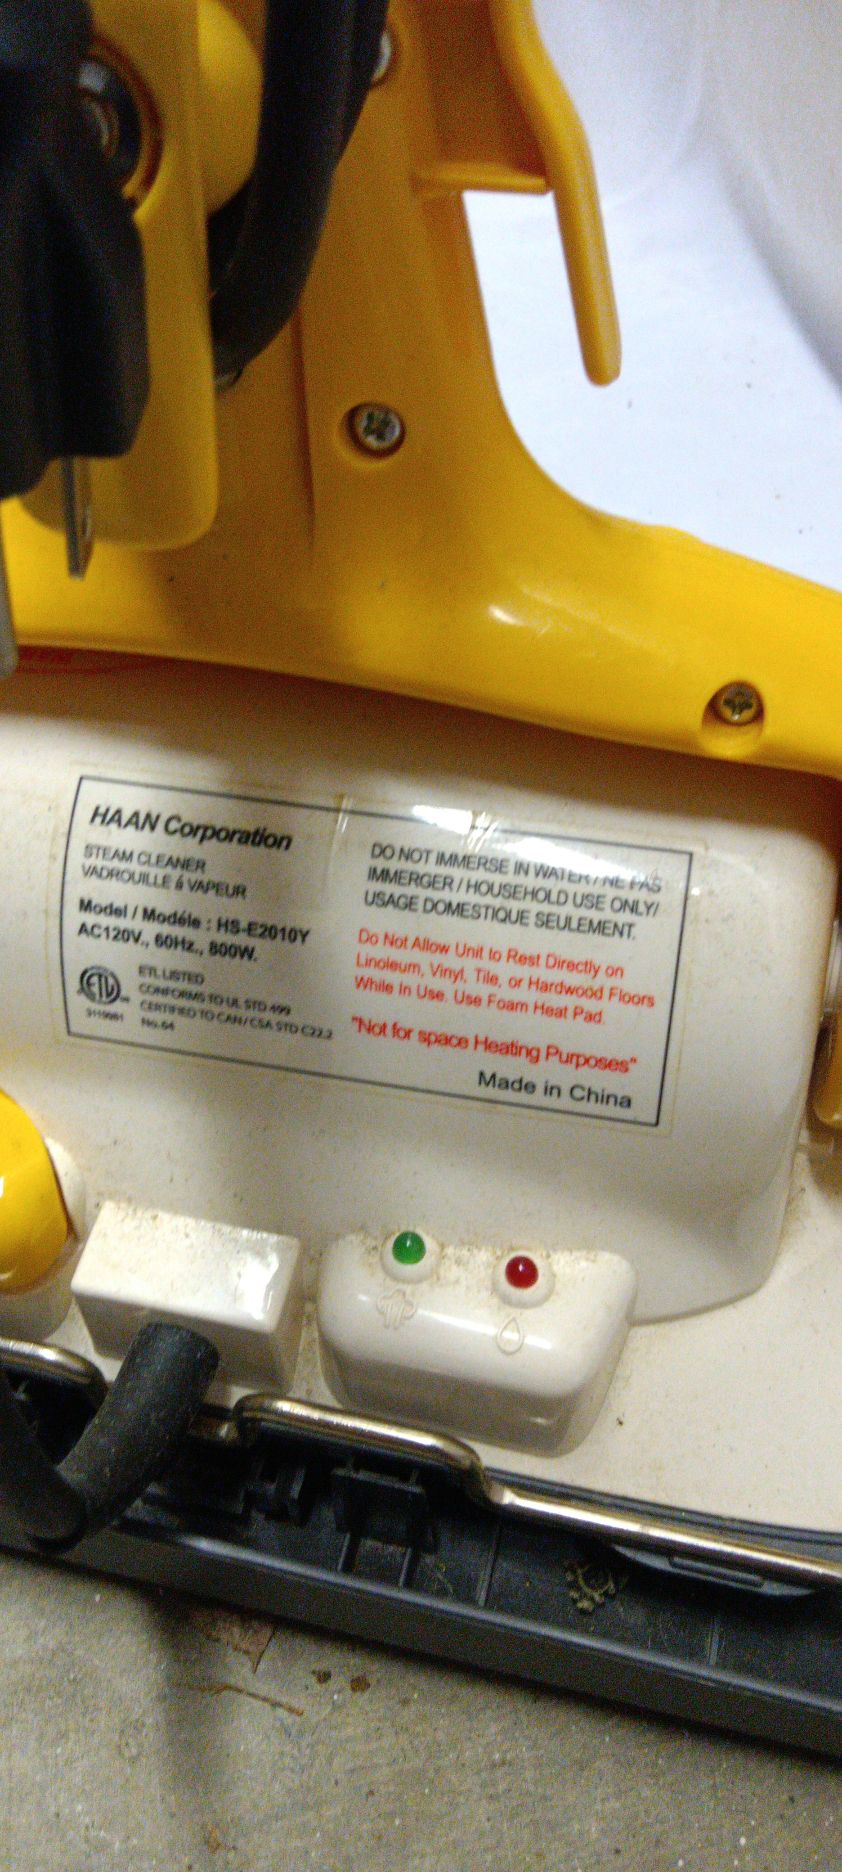 HAAN Corporation
STEAM CLEANER
VADROUILLE á VAPEUR
Model / Modéle : HS-E2010Y
AC120V., 60Hz., 800W.
ETL LISTED
CONFORMS TO UL STD 499
CERTIFIED TO CAN/CSA STD C22.2
No.64
ETL
DO NOT IMMERSE IN WATER / NE PAS
IMMERGER / HOUSEHOLD USE ONLY/
USAGE DOMESTIQUE SEULEMENT.
Do Not Allow Unit to Rest Directly on
Linoleum, Vinyl, Tile, or Hardwood Floors
While In Use. Use Foam Heat Pad.
"Not for space Heating Purposes"
Made in China